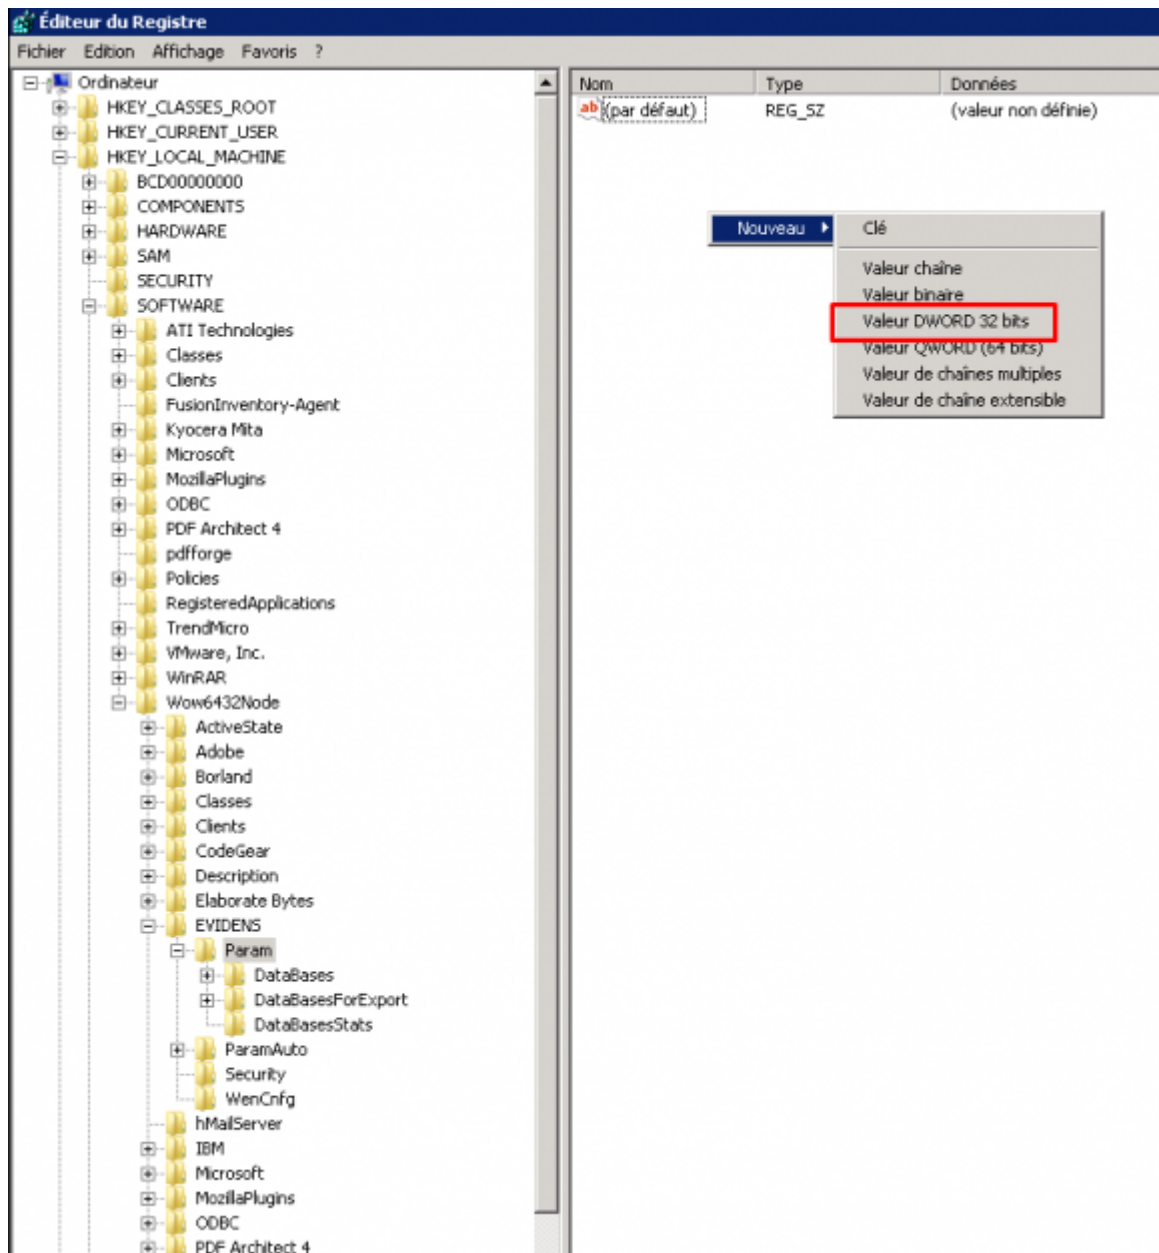 Éditeur du Registre
Fichier Edition Affichage Favoris ?
Ordinateur
HKEY_CLASSES_ROOT
HKEY_CURRENT_USER
HKEY_LOCAL_MACHINE
BCD00000000
COMPONENTS
HARDWARE
SAM
SECURITY
SOFTWARE
ATI Technologies
Classes
Clients
FusionInventory-Agent
Kyocera Mita
Microsoft
MozillaPlugins
ODBC
PDF Architect 4
pdfforge
Policies
RegisteredApplications
TrendMicro
VMware, Inc.
WinRAR
Wow6432Node
ActiveState
Adobe
Borland
Classes
Clients
CodeGear
Description
Elaborate Bytes
EVIDENS
Param
DataBases
DataBasesForExport
DataBasesStats
ParamAuto
Security
WenCnfg
hMailServer
IBM
Microsoft
MozillaPlugins
ODBC
PDF Architect 4
Nom Type Données
ab (par défaut) REG_SZ (valeur non définie)
Nouveau
Clé
Valeur chaîne
Valeur binaire
Valeur DWORD 32 bits
Valeur QWORD (64 bits)
Valeur de chaînes multiples
Valeur de chaîne extensible